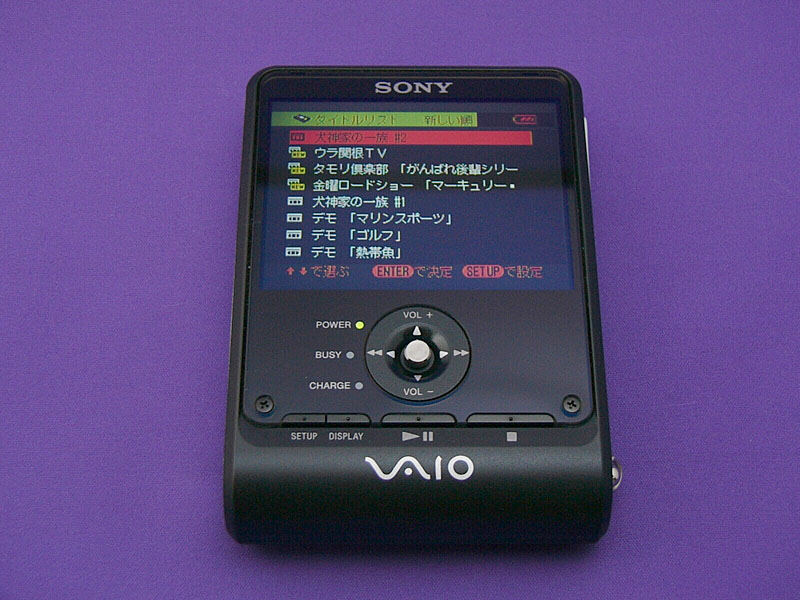 SONY
タイトルリスト 新しい順
犬神家の一族 #2
ウラ関根TV
タモリ倶楽部 「がんばれ後輩シリー
金曜ロードショー 「マーキュリー・
犬神家の一族 #1
デモ 「マリンスポーツ」
デモ 「ゴルフ」
デモ 「熱帯魚」
で選ぶ ENTERで決定 SETUPで設定
VOL +
POWER
BUSY
CHARGE
VOL −
SETUP DISPLAY
VAIO